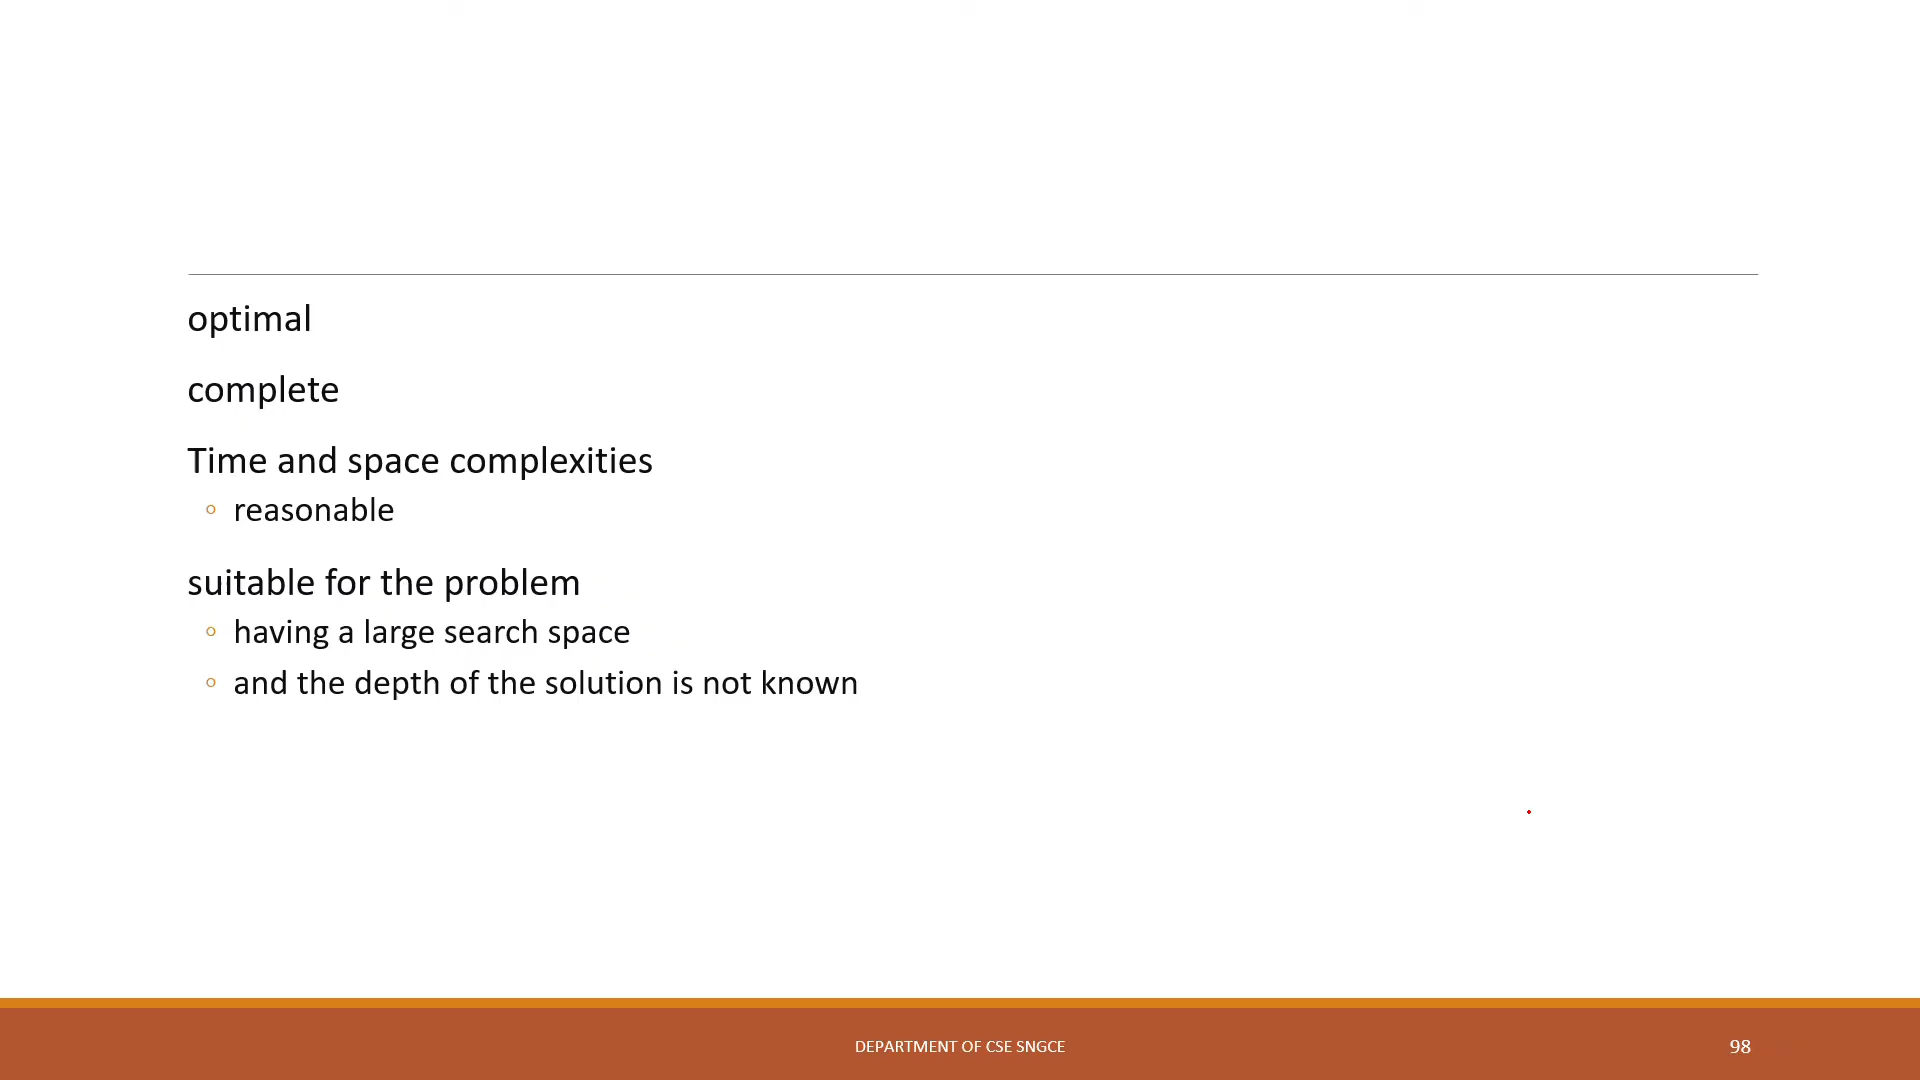 optimal
complete
Time and space complexities
◦ reasonable
suitable for the problem
◦ having a large search space
◦ and the depth of the solution is not known
DEPARTMENT OF CSE SNGCE
98